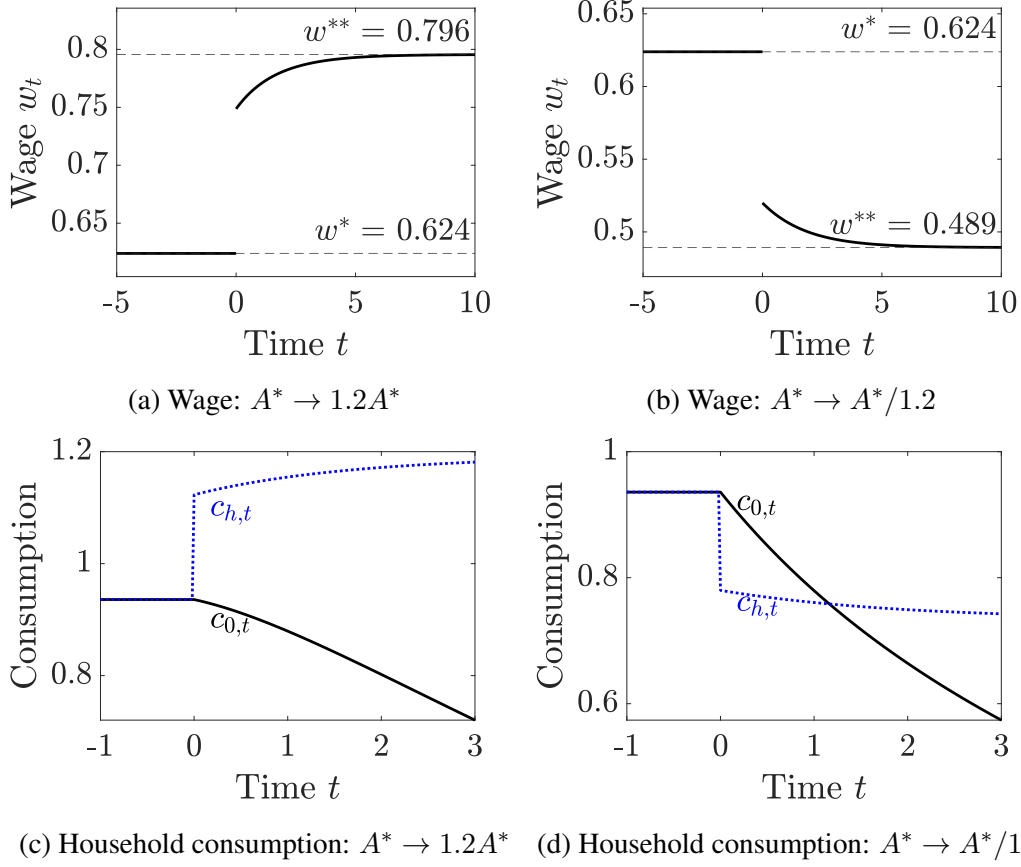 w** = 0.796
0.8
0.75
0.7
0.65
w* = 0.624
-5 0 5 10
Wage w_t
Time t
(a) Wage: A* → 1.2A*
0.65
w* = 0.624
0.6
0.55
0.5
w** = 0.489
-5 0 5 10
Wage w_t
Time t
(b) Wage: A* → A*/1.2
1.2
1
0.8
c_{h,t}
c_{0,t}
-1 0 1 2 3
Consumption
Time t
(c) Household consumption: A* → 1.2A*
1
0.8
0.6
c_{0,t}
c_{h,t}
-1 0 1 2 3
Consumption
Time t
(d) Household consumption: A* → A*/1